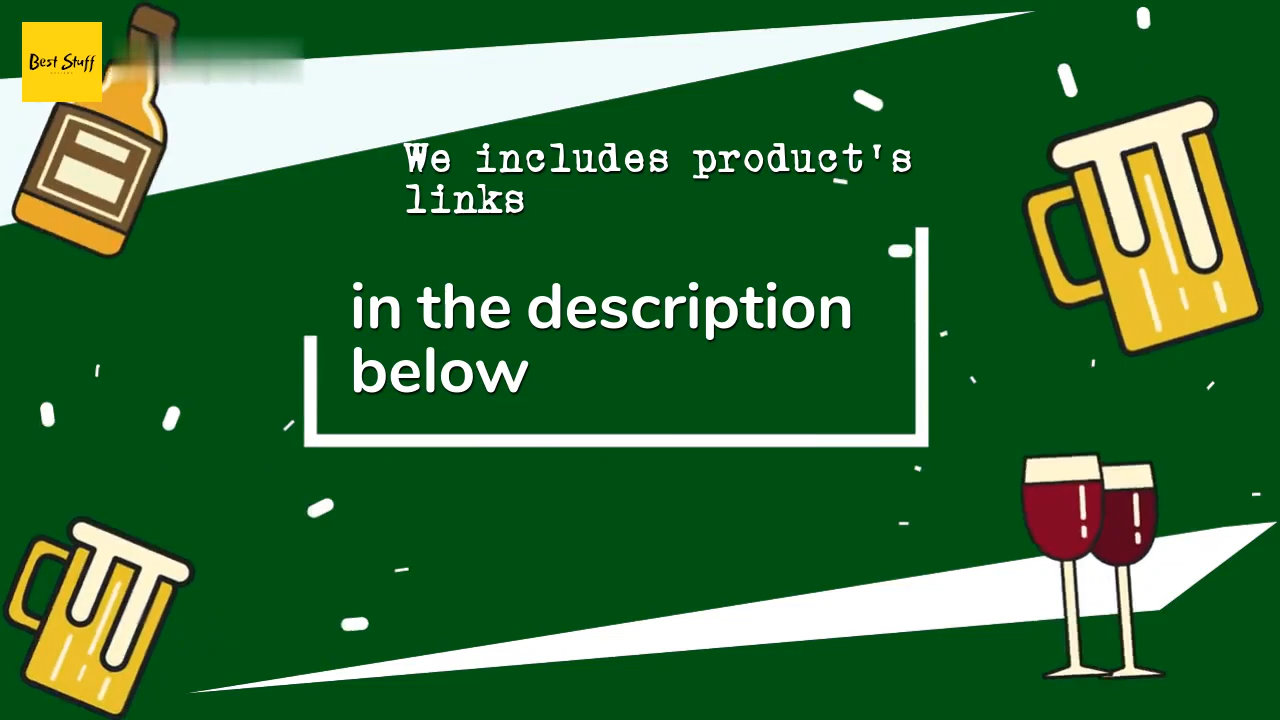 Best Stuff
We includes product's
links
in the description
below